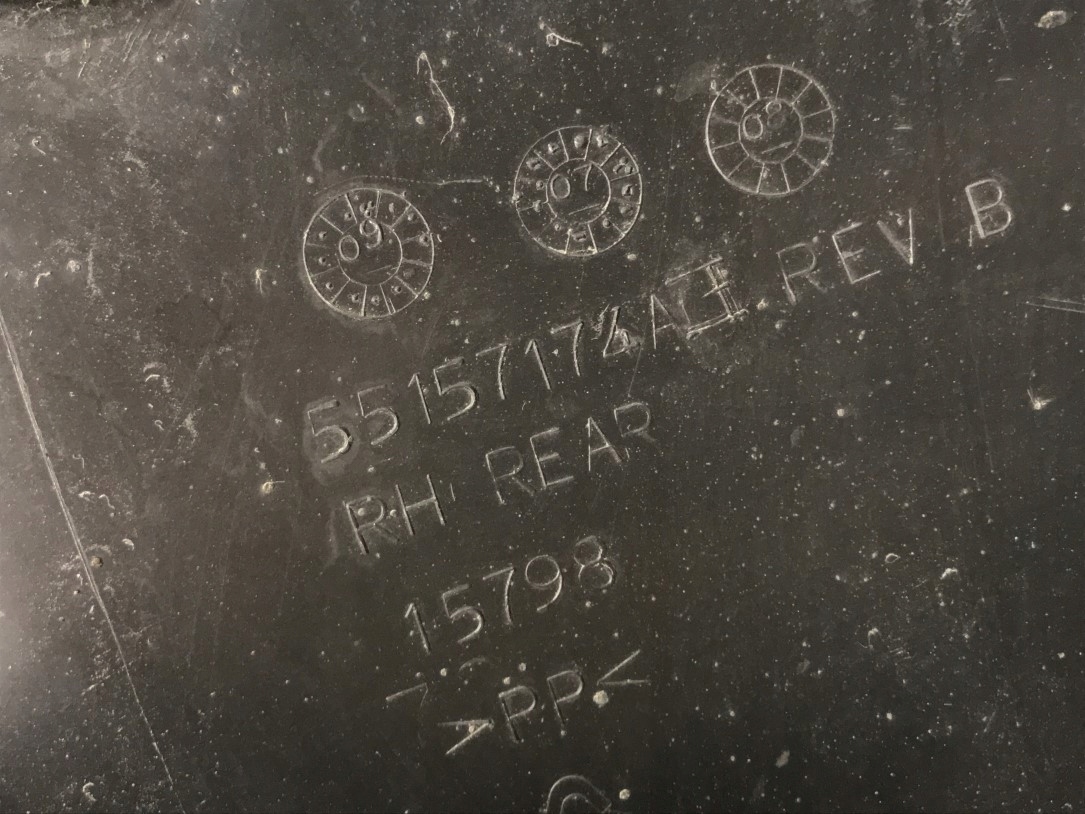 09 07 08
55157174AI REV B
RH REAR
15798
>PP<